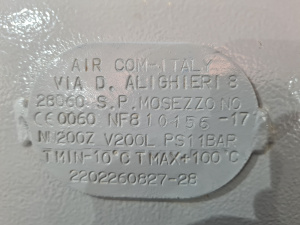 AIR COM-ITALY
VIA D. ALIGHIERI 8
28060 S.P. MOSEZZO NO
CE0060 NF810156-17
N°200Z V200L PS11BAR
TMIN-10°C TMAX+100°C
2202260827-28